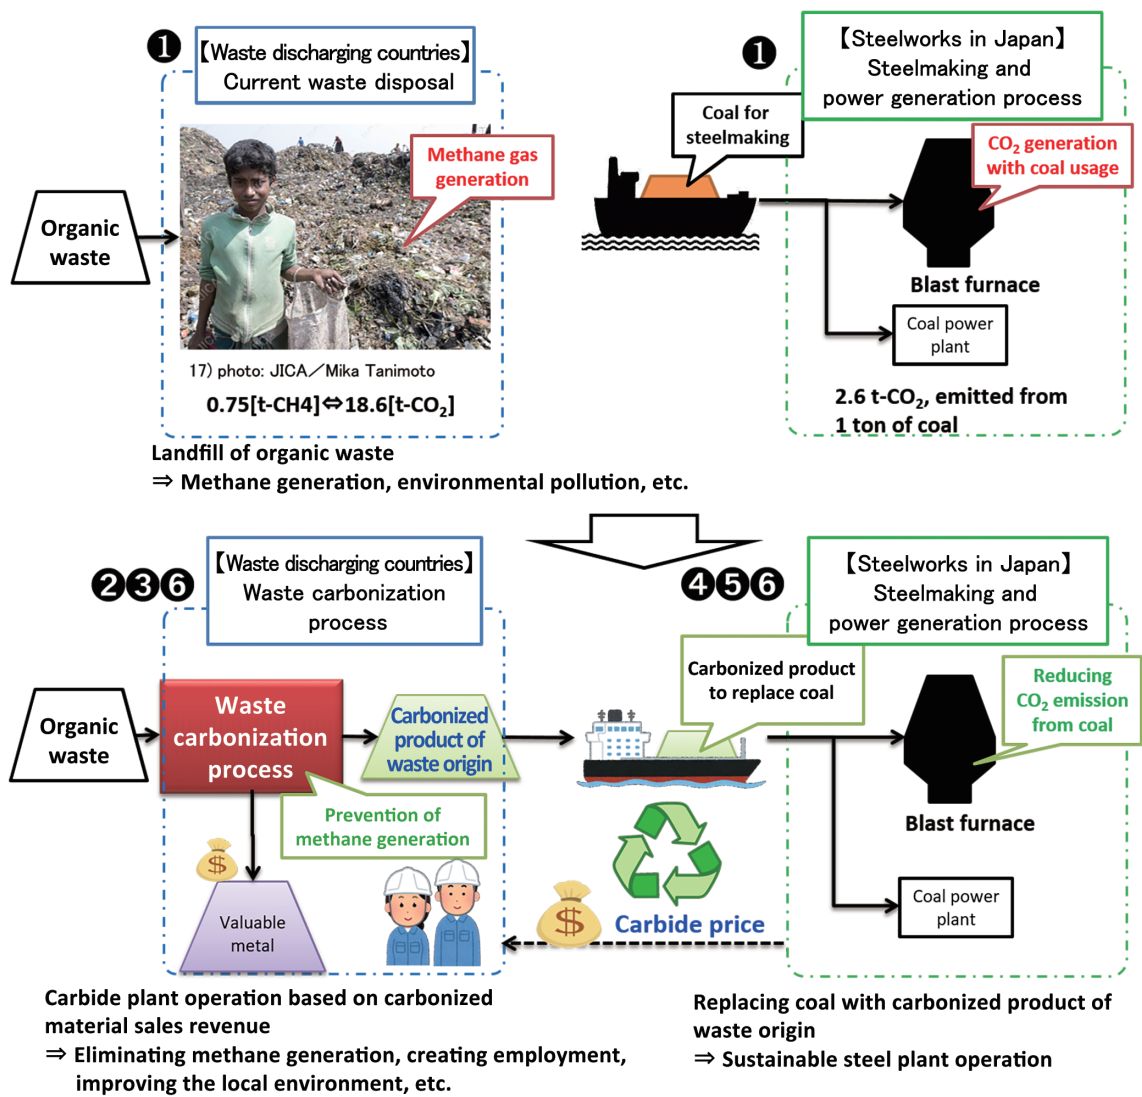 ❶
【Waste discharging countries】
Current waste disposal
Methane gas
generation
Organic
waste
17) photo: JICA／Mika Tanimoto
0.75[t-CH4]⇔18.6[t-CO₂]
Landfill of organic waste
⇒ Methane generation, environmental pollution, etc.
❶
【Steelworks in Japan】
Steelmaking and
power generation process
Coal for
steelmaking
CO₂ generation
with coal usage
Blast furnace
Coal power
plant
2.6 t-CO₂, emitted from
1 ton of coal
❷❸❻
【Waste discharging countries】
Waste carbonization
process
Organic
waste
Waste
carbonization
process
Carbonized
product of
waste origin
Prevention of
methane generation
$
Valuable
metal
Carbide plant operation based on carbonized
material sales revenue
⇒ Eliminating methane generation, creating employment,
improving the local environment, etc.
❹❺❻
【Steelworks in Japan】
Steelmaking and
power generation process
Carbonized product
to replace coal
Reducing
CO₂ emission
from coal
Blast furnace
$
Carbide price
Coal power
plant
Replacing coal with carbonized product of
waste origin
⇒ Sustainable steel plant operation